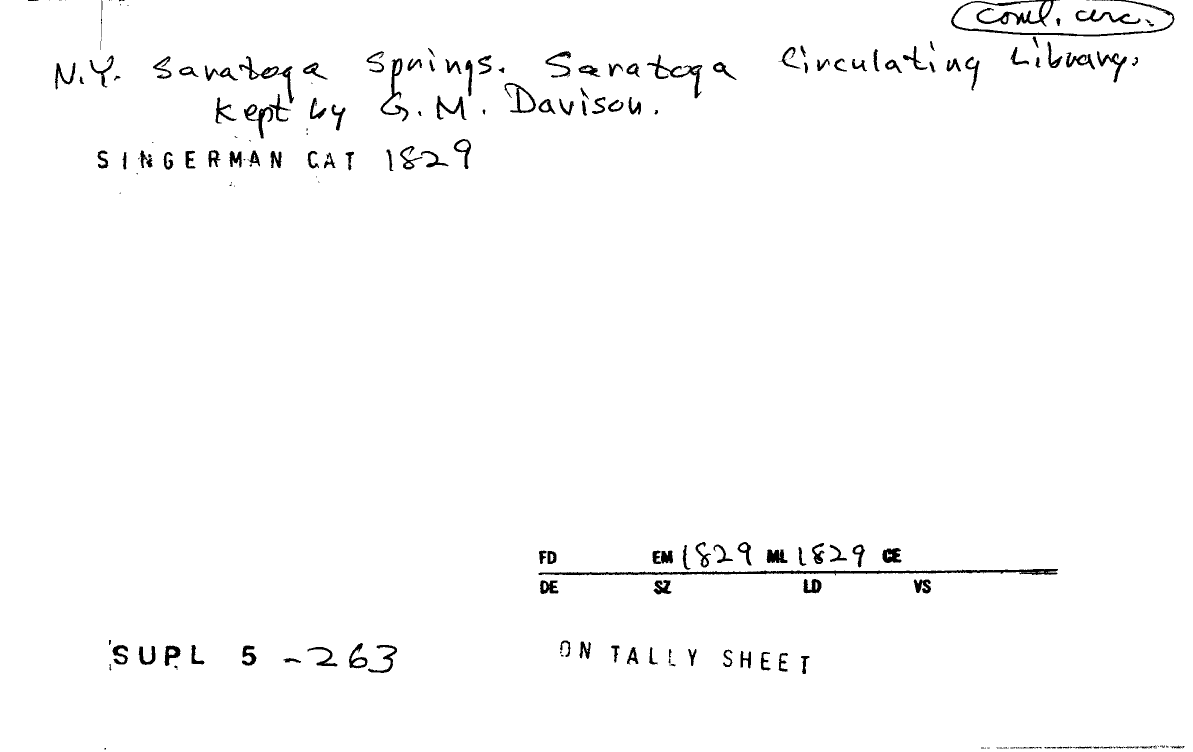 coml. circ.
N.Y. Saratoga Springs. Saratoga Circulating Library.
Kept by G. M. Davison.
SINGERMAN CAT 1829
FD EM 1829 ML 1829 CE
DE SZ LD VS
SUPL 5 -263 ON TALLY SHEET